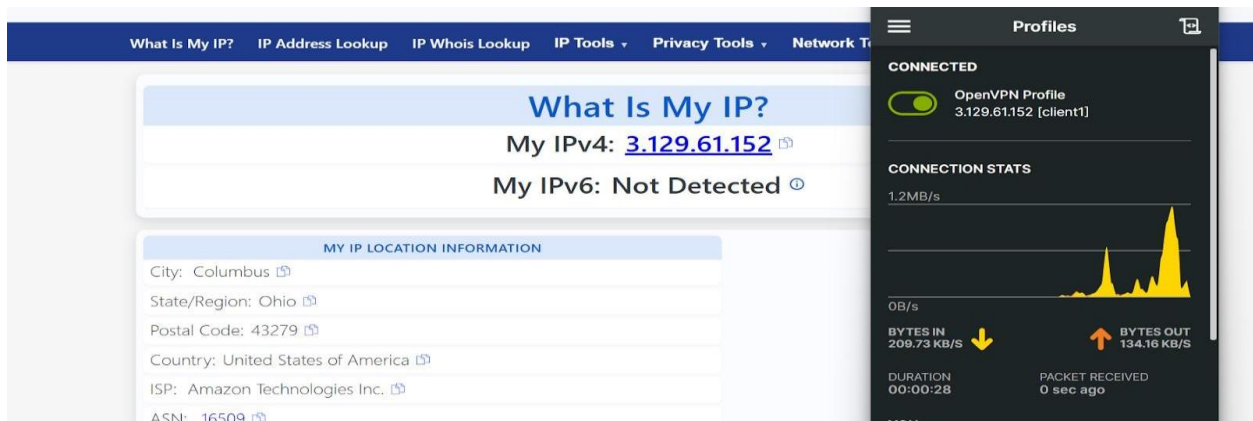 What Is My IP? IP Address Lookup IP Whois Lookup IP Tools Privacy Tools Network
What Is My IP?
My IPv4: 3.129.61.152
My IPv6: Not Detected
MY IP LOCATION INFORMATION
City: Columbus
State/Region: Ohio
Postal Code: 43279
Country: United States of America
ISP: Amazon Technologies Inc.
ASN: 16509
Profiles
CONNECTED
OpenVPN Profile
3.129.61.152 [client1]
CONNECTION STATS
1.2MB/s
0B/s
BYTES IN
209.73 KB/S
BYTES OUT
134.16 KB/S
DURATION
00:00:28
PACKET RECEIVED
0 sec ago